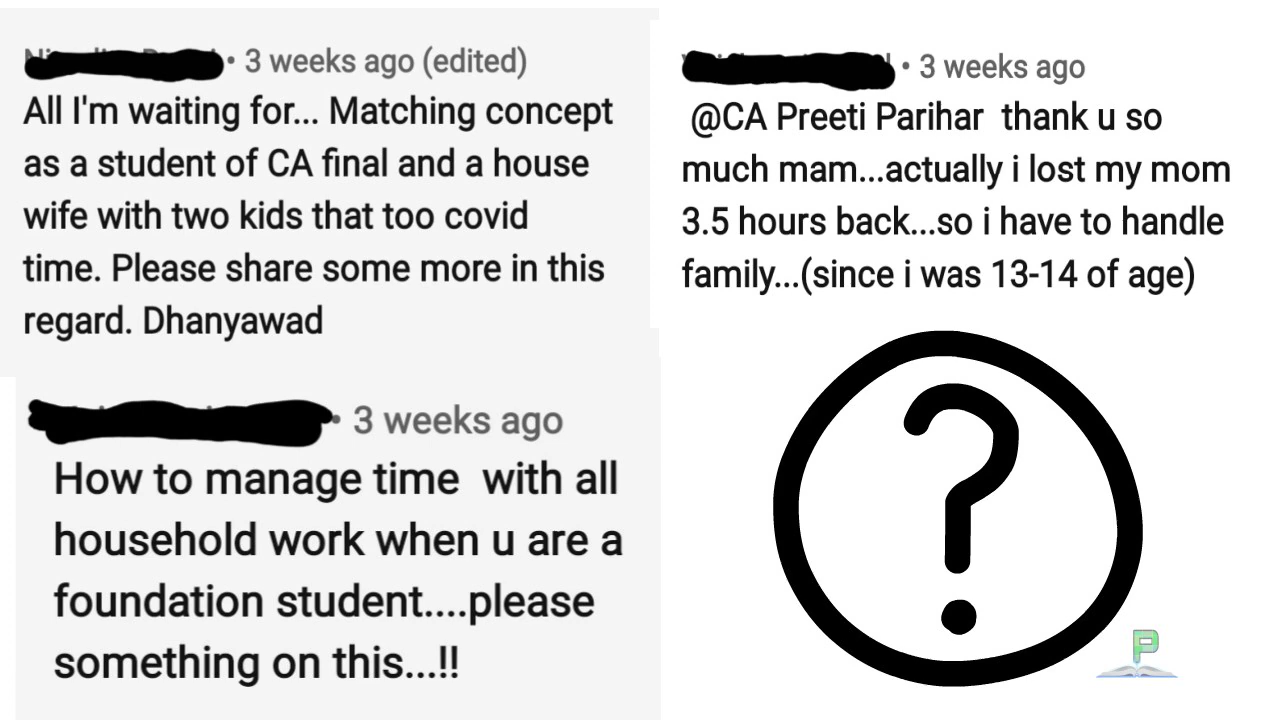 • 3 weeks ago (edited)
All I'm waiting for... Matching concept
as a student of CA final and a house
wife with two kids that too covid
time. Please share some more in this
regard. Dhanyawad
• 3 weeks ago
How to manage time with all
household work when u are a
foundation student....please
something on this...!!
• 3 weeks ago
@CA Preeti Parihar thank u so
much mam...actually i lost my mom
3.5 hours back...so i have to handle
family...(since i was 13-14 of age)
?
P